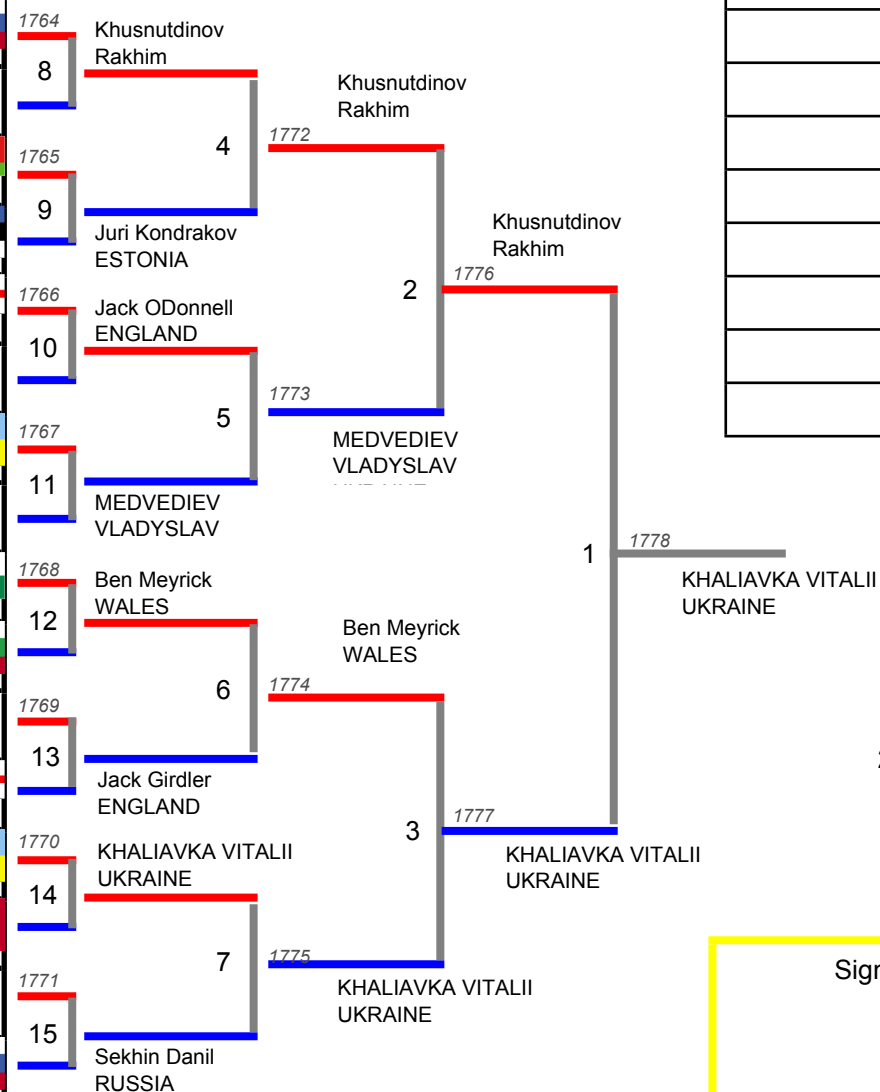 1764
Khusnutdinov
Rakhim
8
Khusnutdinov
Rakhim
4
1772
1765
9
Juri Kondrakov
ESTONIA
Khusnutdinov
Rakhim
2
1776
1766
Jack ODonnell
ENGLAND
10
5
1773
MEDVEDIEV
VLADYSLAV
1767
11
MEDVEDIEV
VLADYSLAV
1
1778
KHALIAVKA VITALII
UKRAINE
1768
Ben Meyrick
WALES
12
Ben Meyrick
WALES
6
1774
1769
13
Jack Girdler
ENGLAND
3
1777
KHALIAVKA VITALII
UKRAINE
1770
KHALIAVKA VITALII
UKRAINE
14
7
1775
KHALIAVKA VITALII
UKRAINE
1771
15
Sekhin Danil
RUSSIA